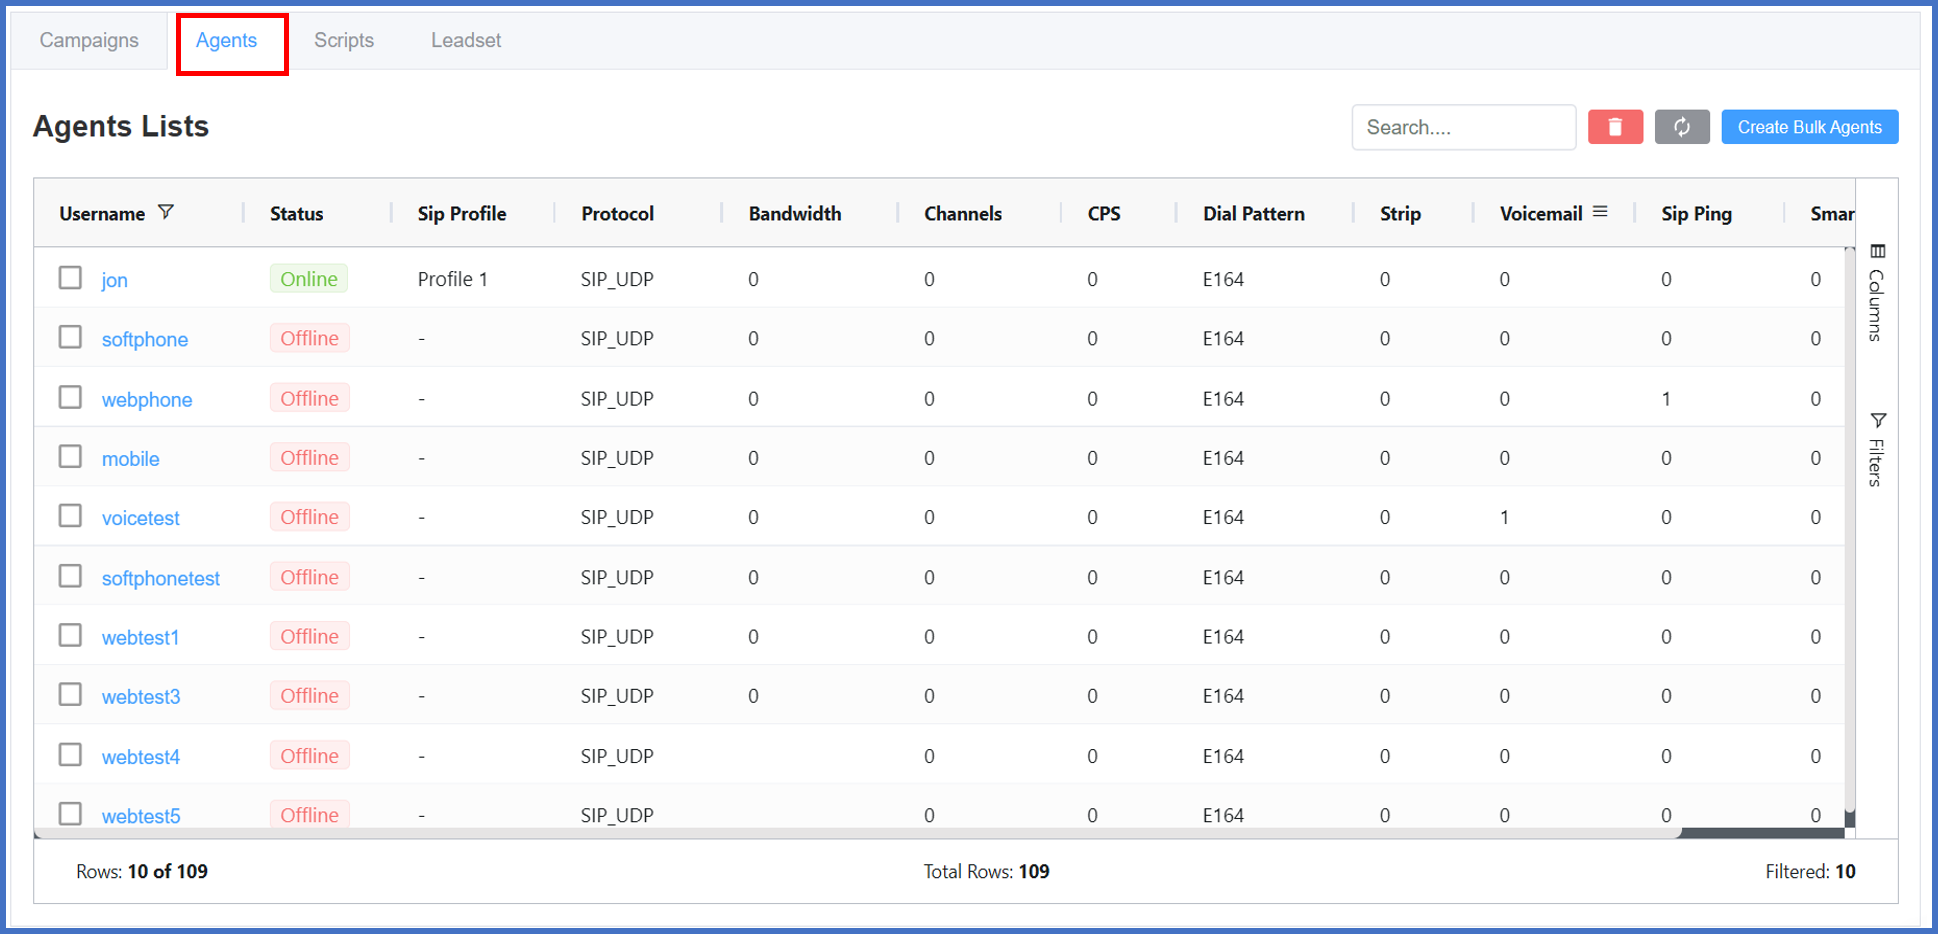 Campaigns Agents Scripts Leadset
Agents Lists Search.... Create Bulk Agents
Username Status Sip Profile Protocol Bandwidth Channels CPS Dial Pattern Strip Voicemail Sip Ping Smar
jon Online Profile 1 SIP_UDP 0 0 0 E164 0 0 0 0
softphone Offline - SIP_UDP 0 0 0 E164 0 0 0 0
webphone Offline - SIP_UDP 0 0 0 E164 0 0 1 0
mobile Offline - SIP_UDP 0 0 0 E164 0 0 0 0
voicetest Offline - SIP_UDP 0 0 0 E164 0 1 0 0
softphonetest Offline - SIP_UDP 0 0 0 E164 0 0 0 0
webtest1 Offline - SIP_UDP 0 0 0 E164 0 0 0 0
webtest3 Offline - SIP_UDP 0 0 0 E164 0 0 0 0
webtest4 Offline - SIP_UDP 0 0 E164 0 0 0 0
webtest5 Offline - SIP_UDP 0 0 E164 0 0 0 0
Columns
Filters
Rows: 10 of 109 Total Rows: 109 Filtered: 10